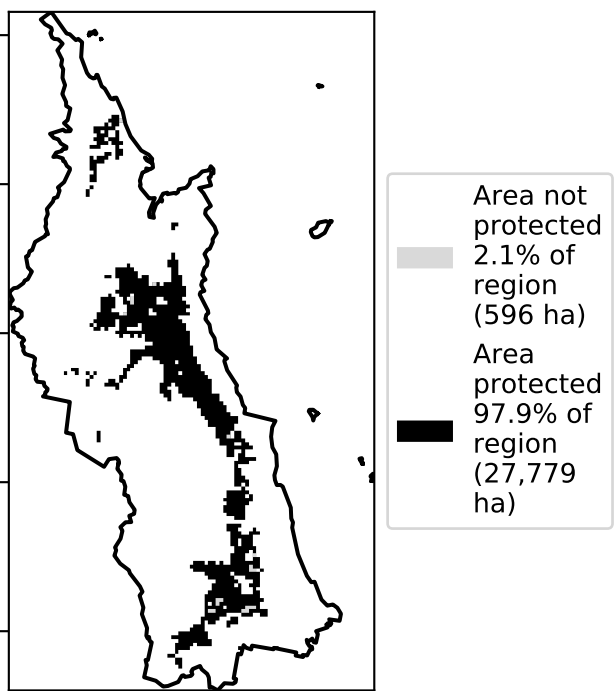 Area not
protected
2.1% of
region
(596 ha)
Area
protected
97.9% of
region
(27,779
ha)